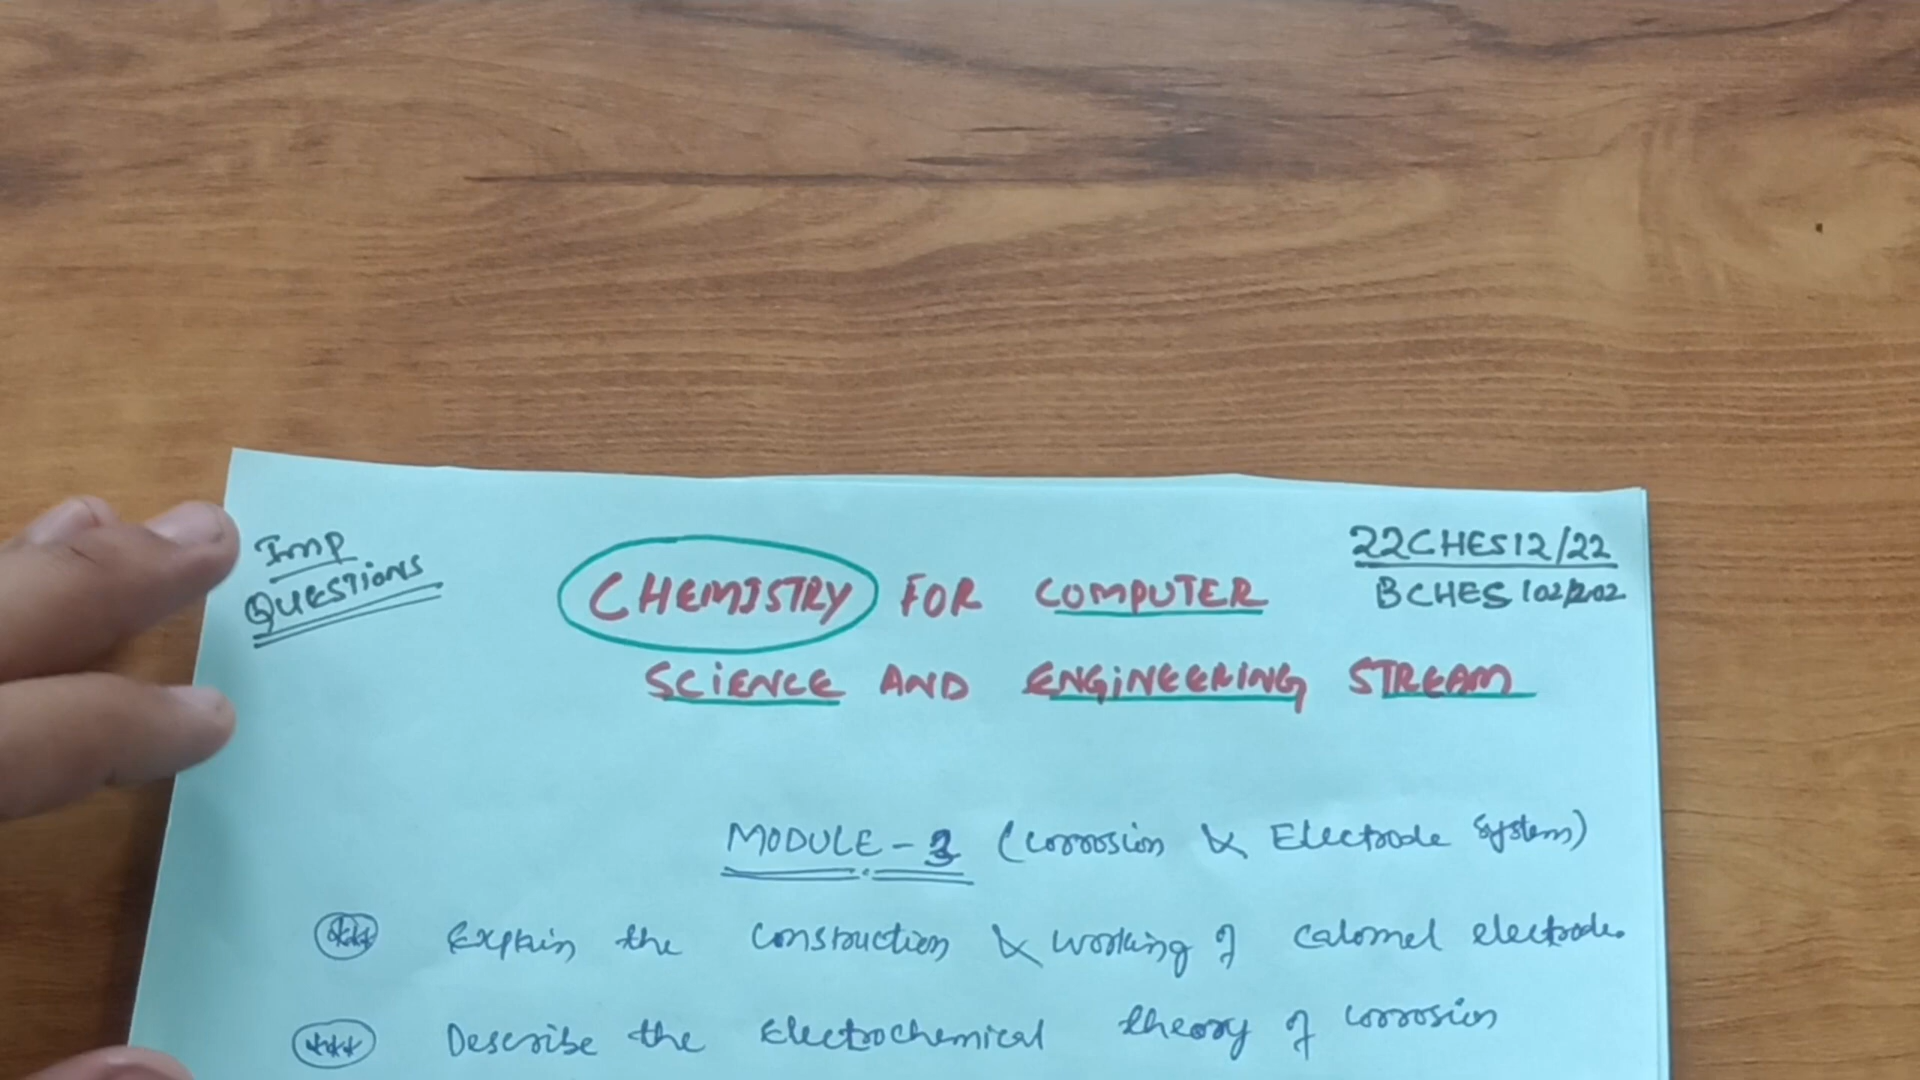 Imp
QUESTIONS
22CHES12/22
BCHES 102/202
CHEMISTRY FOR COMPUTER
SCIENCE AND ENGINEERING STREAM
MODULE - 3 (Corrosion & Electrode System)
*** Explain the construction & working of calomel electrode.
*** Describe the Electrochemical theory of corrosion